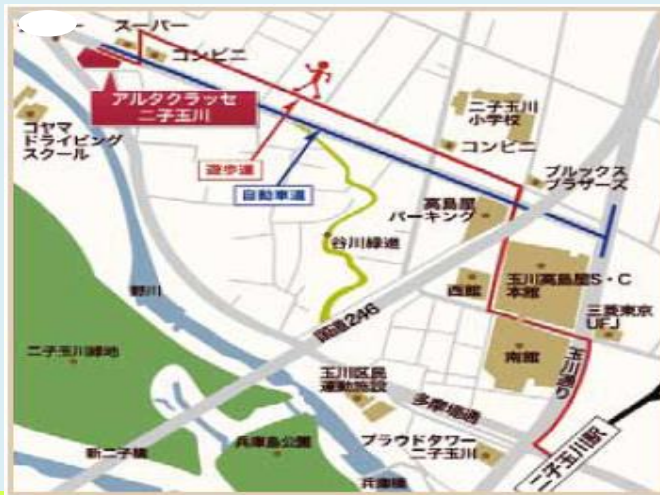 スーパー
コンビニ
アルタクラッセ
二子玉川
コヤマ
ドライビング
スクール
二子玉川
小学校
コンビニ
遊歩道
自動車道
ブルックス
ブラザーズ
高島屋
パーキング
谷川緑道
玉川高島屋S・C
本館
西館
野川
国道246
三菱東京
UFJ
二子玉川緑地
南館
玉川通り
玉川区民
運動施設
多摩堤通
新二子橋
兵庫島公園
プラウドタワー
二子玉川
二子玉川駅
兵庫橋